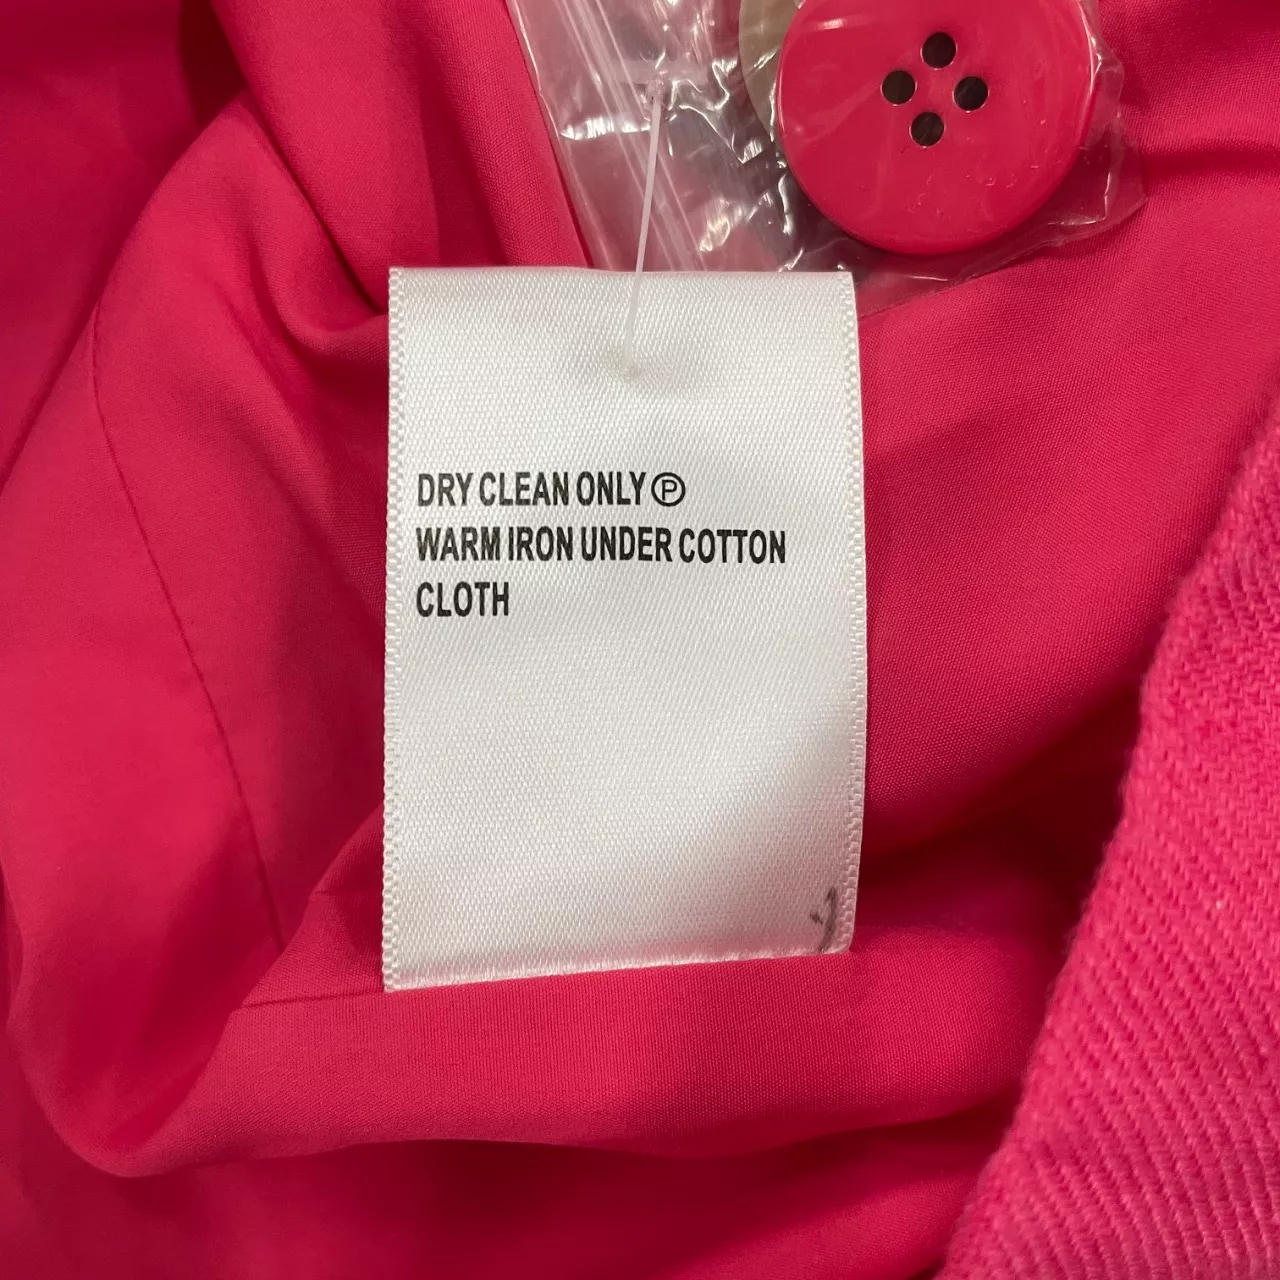 DRY CLEAN ONLY Ⓟ
WARM IRON UNDER COTTON
CLOTH